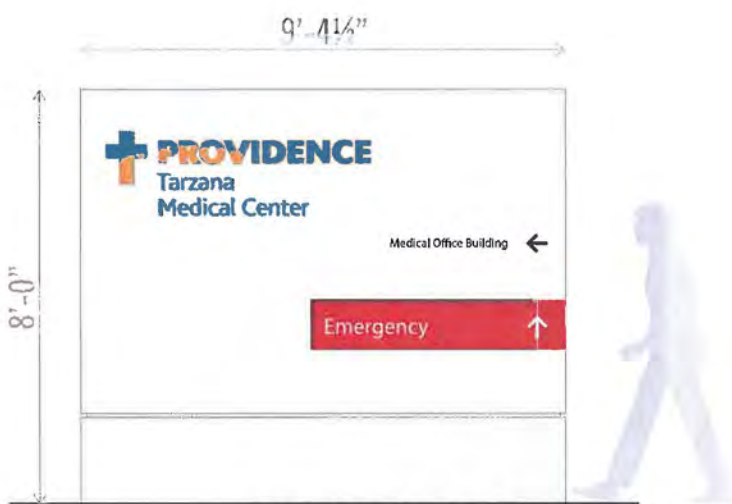 9'-4½"
PROVIDENCE
Tarzana
Medical Center
Medical Office Building ←
8'-0"
Emergency ↑